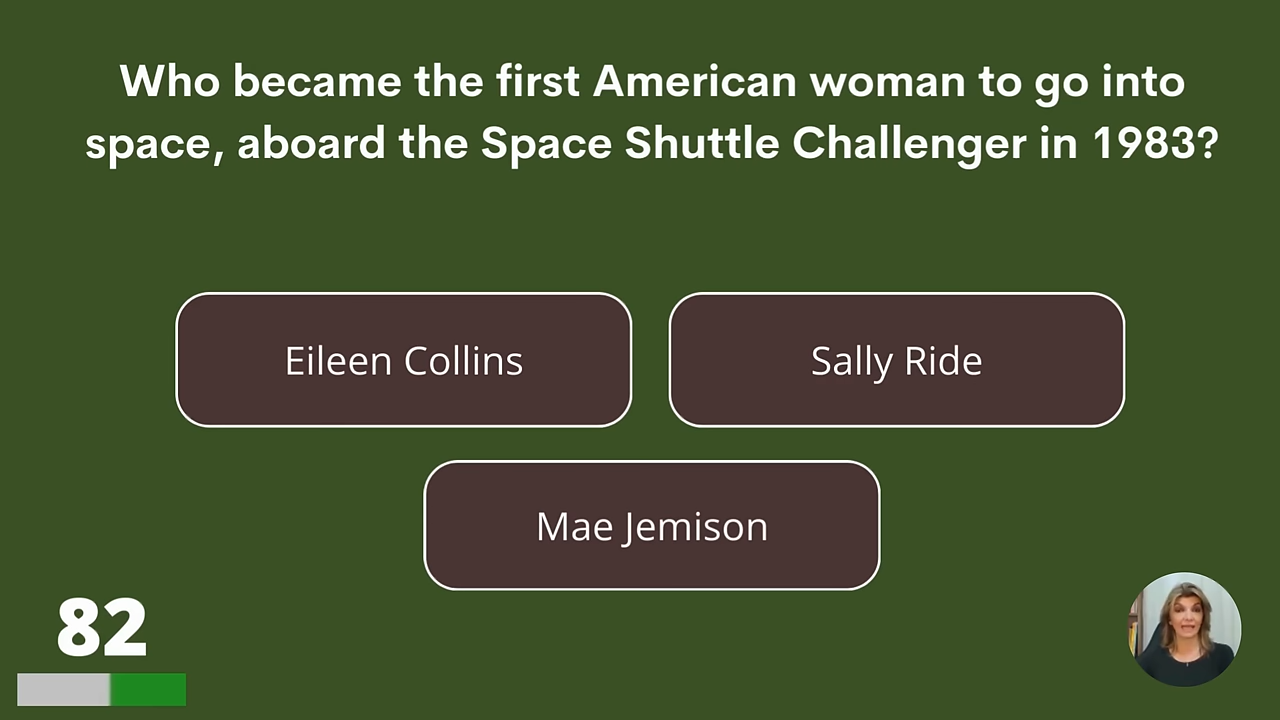 Who became the first American woman to go into
space, aboard the Space Shuttle Challenger in 1983?
Eileen Collins
Sally Ride
Mae Jemison
82